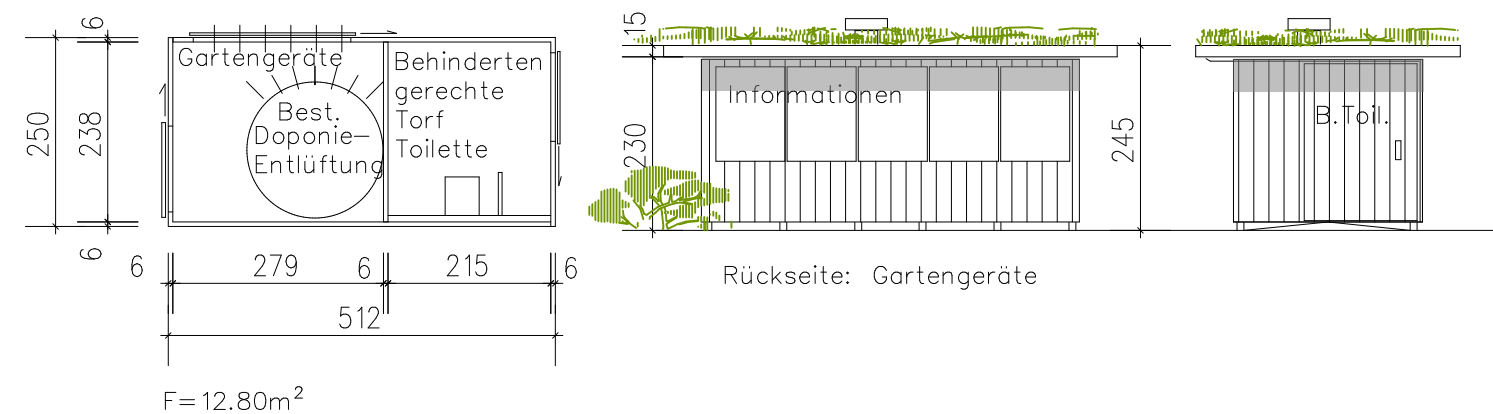 6
250
238
6
Gartengeräte
Best.
Doponie-
Entlüftung
Behinderten
gerechte
Torf
Toilette
6
279
6
215
6
512
F=12.80m²
15
230
Informationen
245
Rückseite: Gartengeräte
B.Toil.